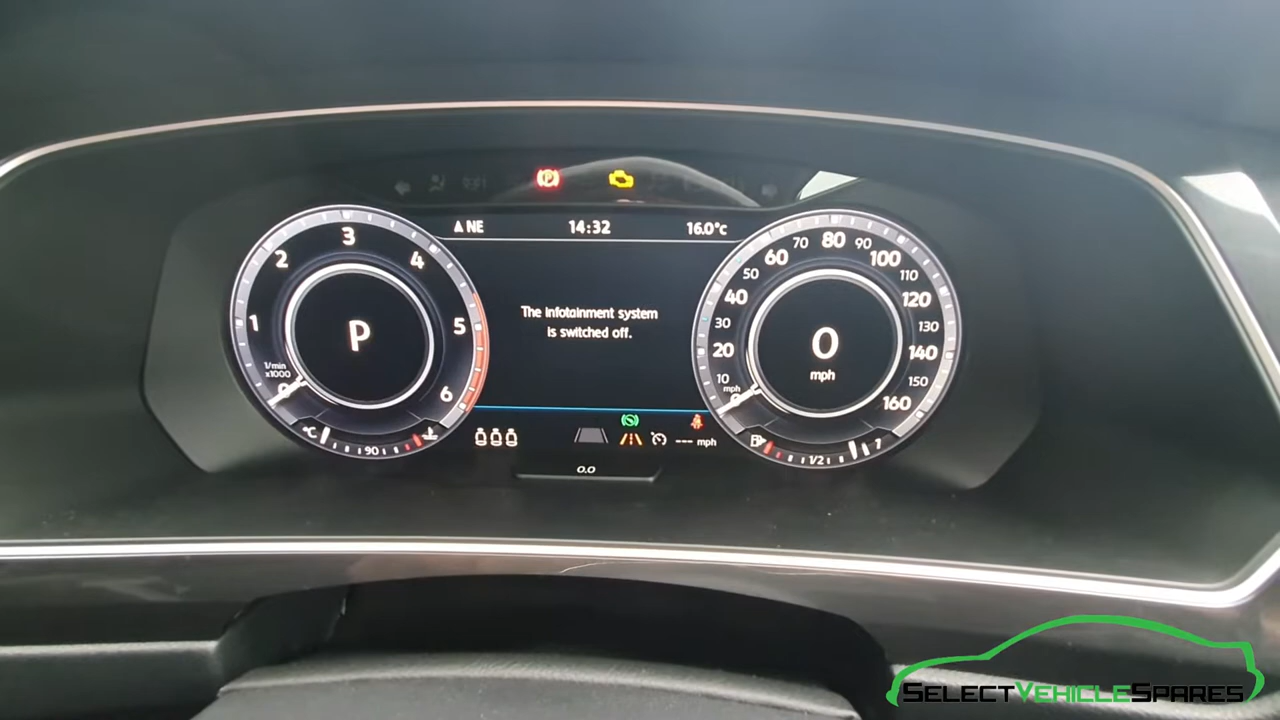 NE
14:32
16.0°c
1
2
3
4
5
6
1/min
x1000
0
P
°C
90
The infotainment system
is switched off.
--- mph
0.0
0
10
20
30
40
50
60
70
80
90
100
110
120
130
140
150
160
mph
0
mph
1/2
SELECTVEHICLESPARES